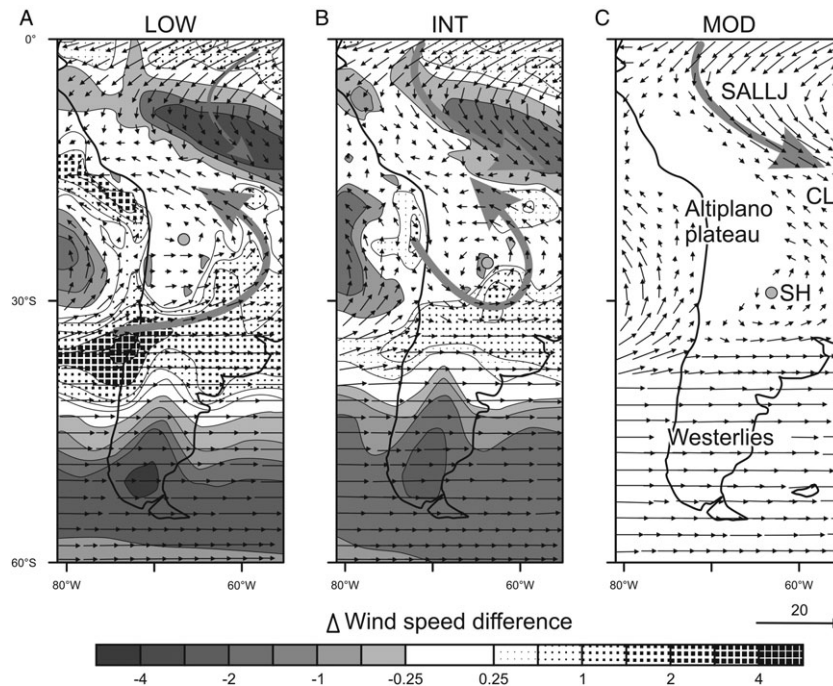 A LOW B INT C MOD
0°
SALLJ
CL
Altiplano
plateau
30°S
SH
Westerlies
60°S
80°W 60°W 80°W 60°W 80°W 60°W
Δ Wind speed difference
20
-4 -2 -1 -0.25 0.25 1 2 4